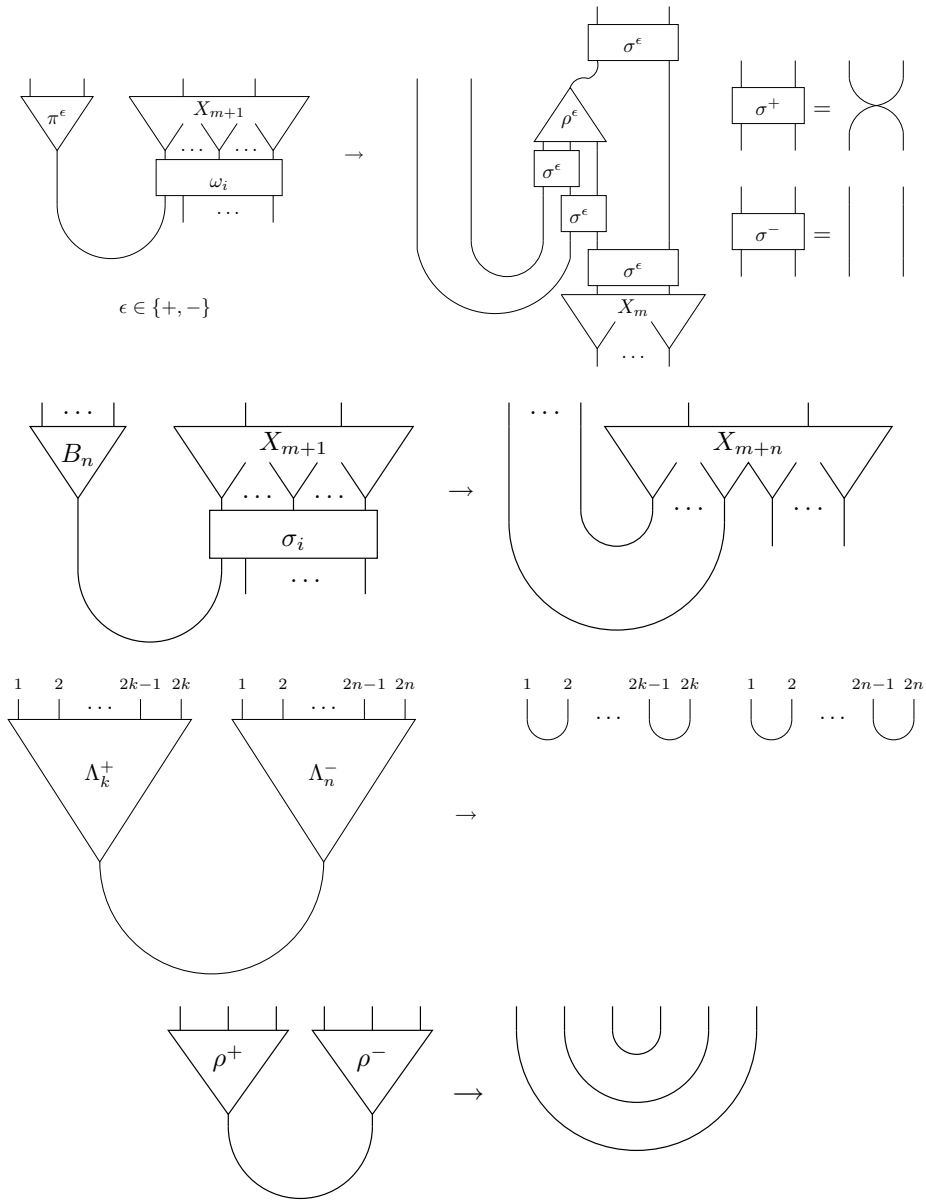 σ^ϵ
π^ϵ X_{m+1} ρ^ϵ σ^+ =
… … → σ^ϵ
ω_i σ^ϵ
… σ^- =
σ^ϵ
ϵ ∈ {+, −} X_m
…
… …
B_n X_{m+1} X_{m+n}
… … → … …
σ_i
…
1 2 … 2k−1 2k 1 2 … 2n−1 2n 1 2 … 2k−1 2k 1 2 … 2n−1 2n
Λ_k^+ Λ_n^-
→
ρ^+ ρ^- →